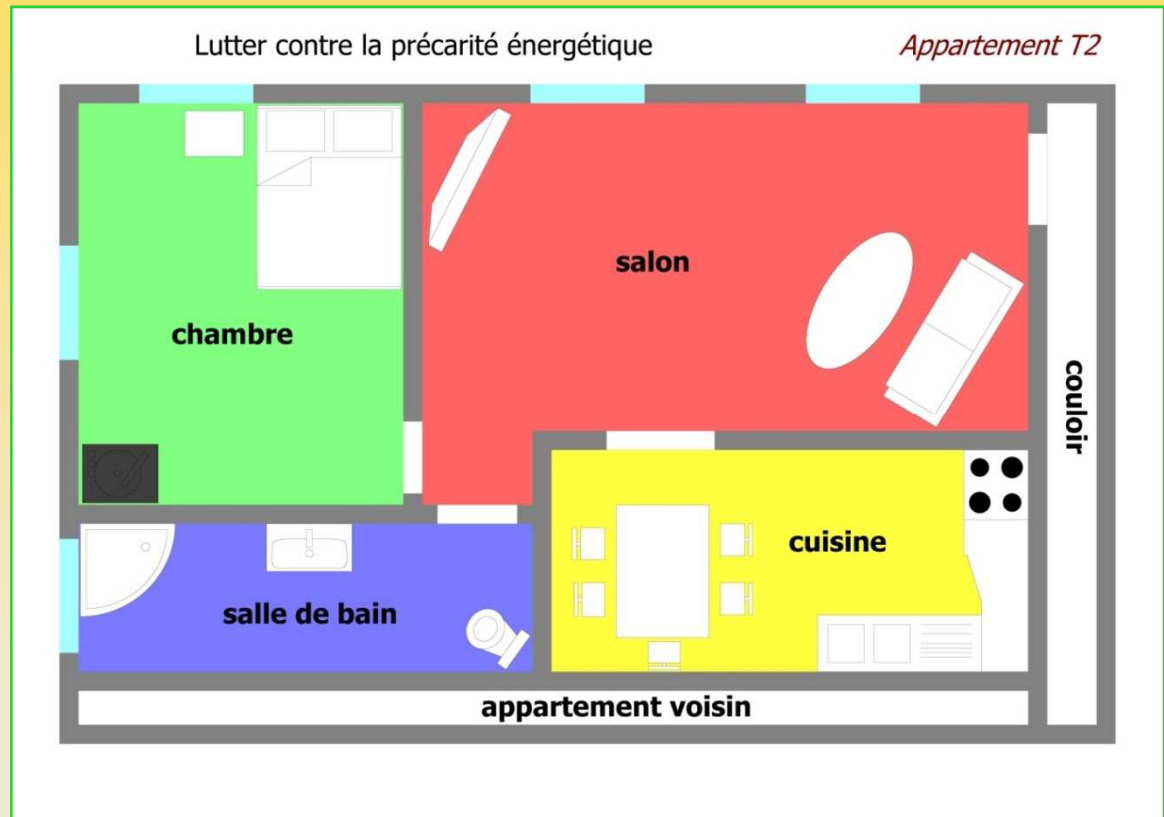 Lutter contre la précarité énergétique
Appartement T2
salon
chambre
couloir
cuisine
salle de bain
appartement voisin